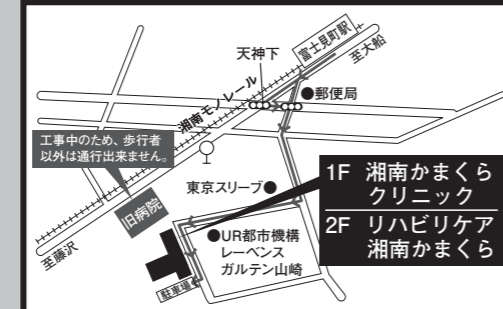 富士見町駅
至大船
天神下
●郵便局
湘南モノレール
工事中のため、歩行者
以外は通行出来ません。
旧病院
至藤沢
東京スリーブ●
1F 湘南かまくら
クリニック
2F リハビリケア
湘南かまくら
●UR都市機構
レーベンス
ガルテン山崎
駐車場